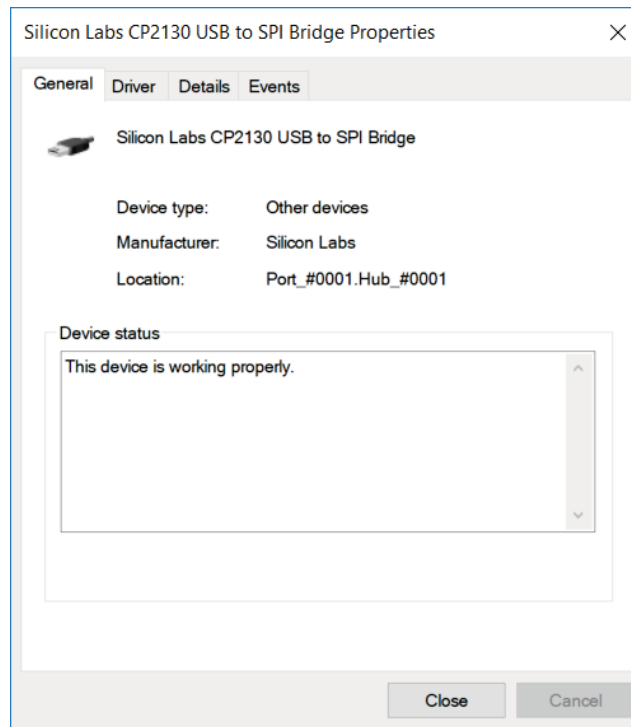 Silicon Labs CP2130 USB to SPI Bridge Properties
General Driver Details Events
Silicon Labs CP2130 USB to SPI Bridge
Device type: Other devices
Manufacturer: Silicon Labs
Location: Port_#0001.Hub_#0001
Device status
This device is working properly.
Close Cancel